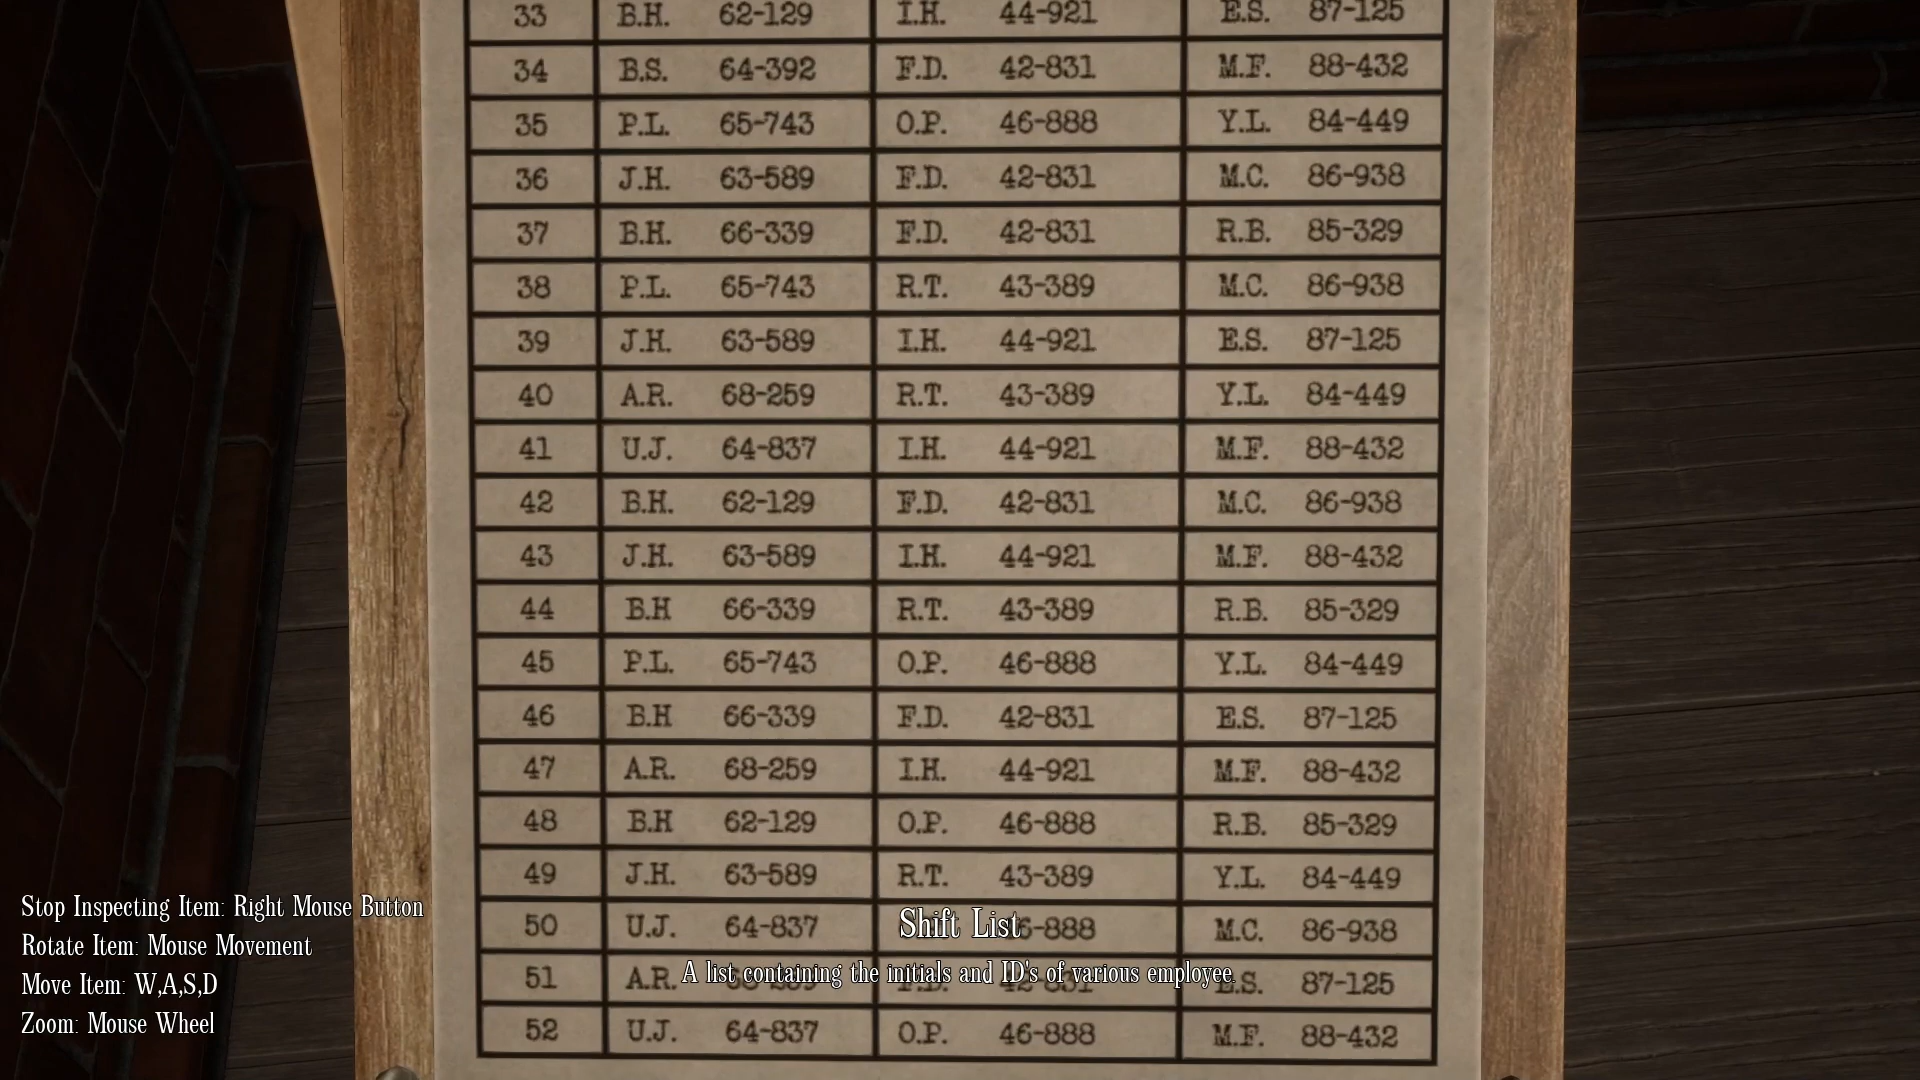 33 B.H. 62-129 I.H. 44-921 E.S. 87-125
34 B.S. 64-392 F.D. 42-831 M.F. 88-432
35 P.L. 65-743 O.P. 46-888 Y.L. 84-449
36 J.H. 63-589 F.D. 42-831 M.C. 86-938
37 B.H. 66-339 F.D. 42-831 R.B. 85-329
38 P.L. 65-743 R.T. 43-389 M.C. 86-938
39 J.H. 63-589 I.H. 44-921 E.S. 87-125
40 A.R. 68-259 R.T. 43-389 Y.L. 84-449
41 U.J. 64-837 I.H. 44-921 M.F. 88-432
42 B.H. 62-129 F.D. 42-831 M.C. 86-938
43 J.H. 63-589 I.H. 44-921 M.F. 88-432
44 B.H 66-339 R.T. 43-389 R.B. 85-329
45 P.L. 65-743 O.P. 46-888 Y.L. 84-449
46 B.H 66-339 F.D. 42-831 E.S. 87-125
47 A.R. 68-259 I.H. 44-921 M.F. 88-432
48 B.H 62-129 O.P. 46-888 R.B. 85-329
49 J.H. 63-589 R.T. 43-389 Y.L. 84-449
50 U.J. 64-837 M.C. 86-938
51 A.R. 42-831 E.S. 87-125
52 U.J. 64-837 O.P. 46-888 M.F. 88-432
Shift List
A list containing the initials and ID's of various employee.
Stop Inspecting Item: Right Mouse Button
Rotate Item: Mouse Movement
Move Item: W,A,S,D
Zoom: Mouse Wheel